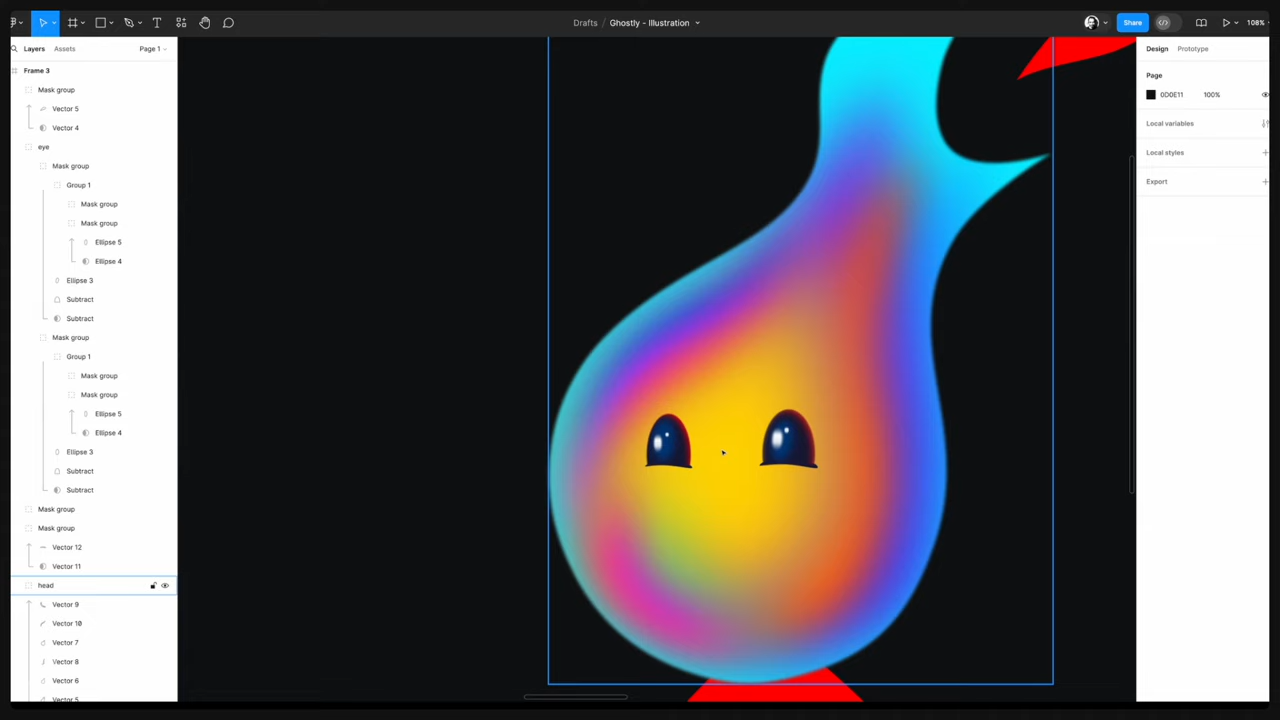 Drafts / Ghostly - Illustration
Share
108%
Layers Assets Page 1
Frame 3
Mask group
Vector 5
Vector 4
eye
Mask group
Group 1
Mask group
Mask group
Ellipse 5
Ellipse 4
Ellipse 3
Subtract
Subtract
Mask group
Group 1
Mask group
Mask group
Ellipse 5
Ellipse 4
Ellipse 3
Subtract
Subtract
Mask group
Mask group
Vector 12
Vector 11
head
Vector 9
Vector 10
Vector 7
Vector 8
Vector 6
Vector 5
Design Prototype
Page
0D0E11 100%
Local variables
Local styles
Export